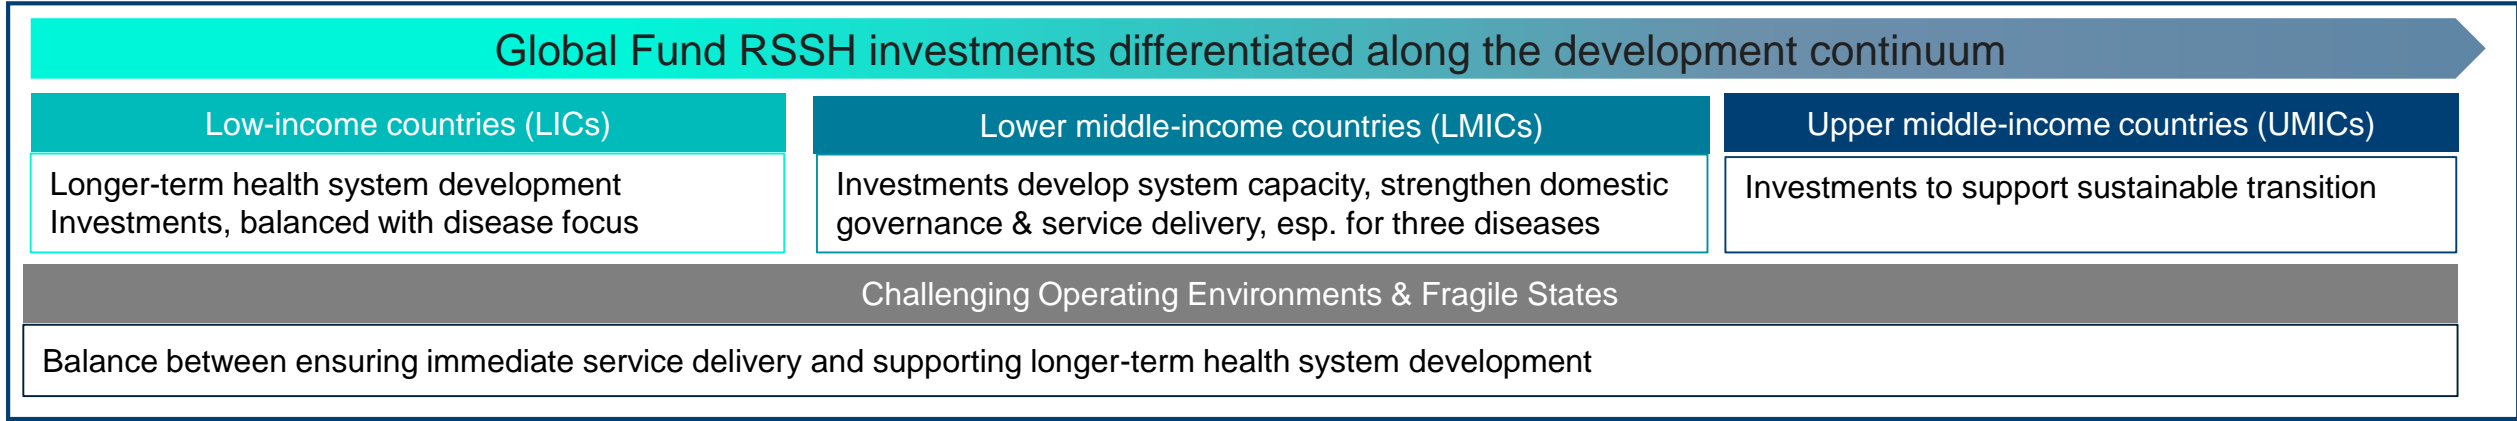 Global Fund RSSH investments differentiated along the development continuum
Low-income countries (LICs)
Longer-term health system development
Investments, balanced with disease focus
Lower middle-income countries (LMICs)
Investments develop system capacity, strengthen domestic
governance & service delivery, esp. for three diseases
Upper middle-income countries (UMICs)
Investments to support sustainable transition
Challenging Operating Environments & Fragile States
Balance between ensuring immediate service delivery and supporting longer-term health system development